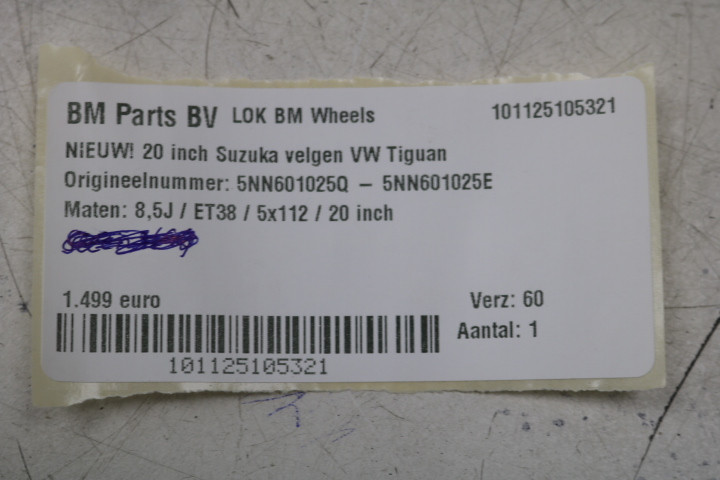 BM Parts BV LOK BM Wheels 101125105321
NIEUW! 20 inch Suzuka velgen VW Tiguan
Origineelnummer: 5NN601025Q – 5NN601025E
Maten: 8,5J / ET38 / 5x112 / 20 inch
1.499 euro Verz: 60
Aantal: 1
101125105321